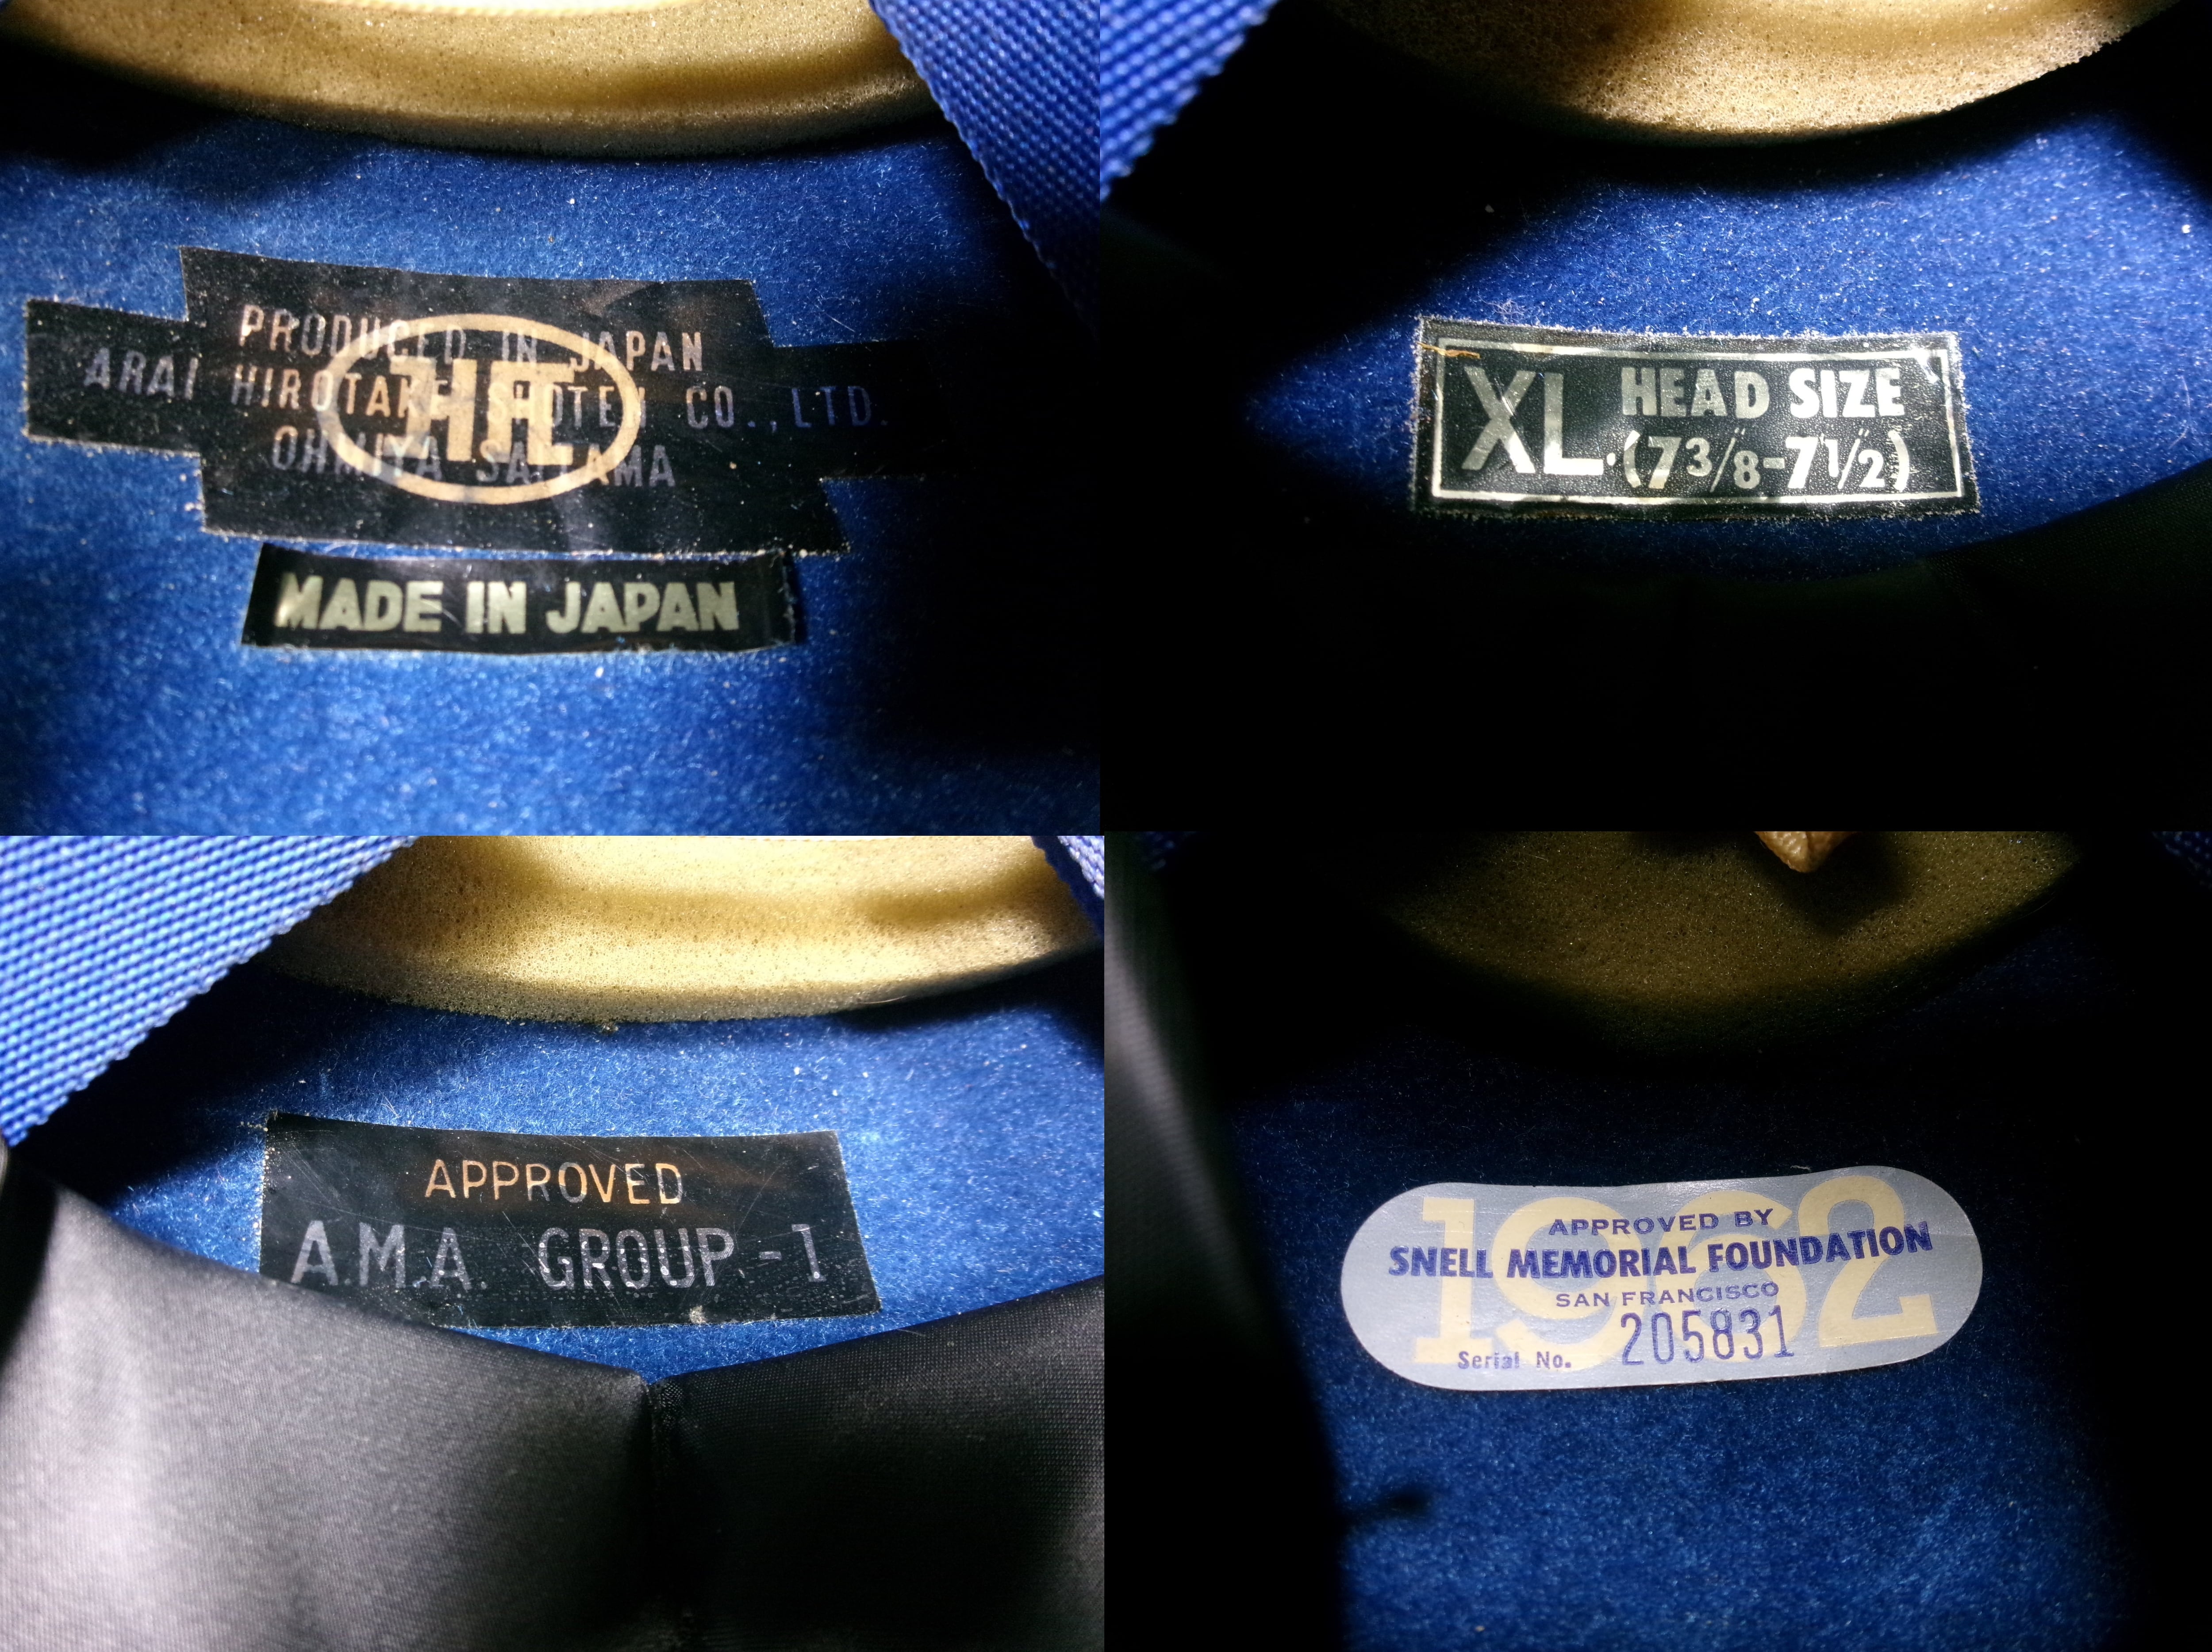 PRODUCED IN JAPAN
ARAI HIROTAKE SHOTEN CO.,LTD.
OHMIYA SAITAMA
MADE IN JAPAN
XL. HEAD SIZE
(7 3/8"-7 1/2")
APPROVED
A.M.A. GROUP-1
1962
APPROVED BY
SNELL MEMORIAL FOUNDATION
SAN FRANCISCO
Serial No. 205831